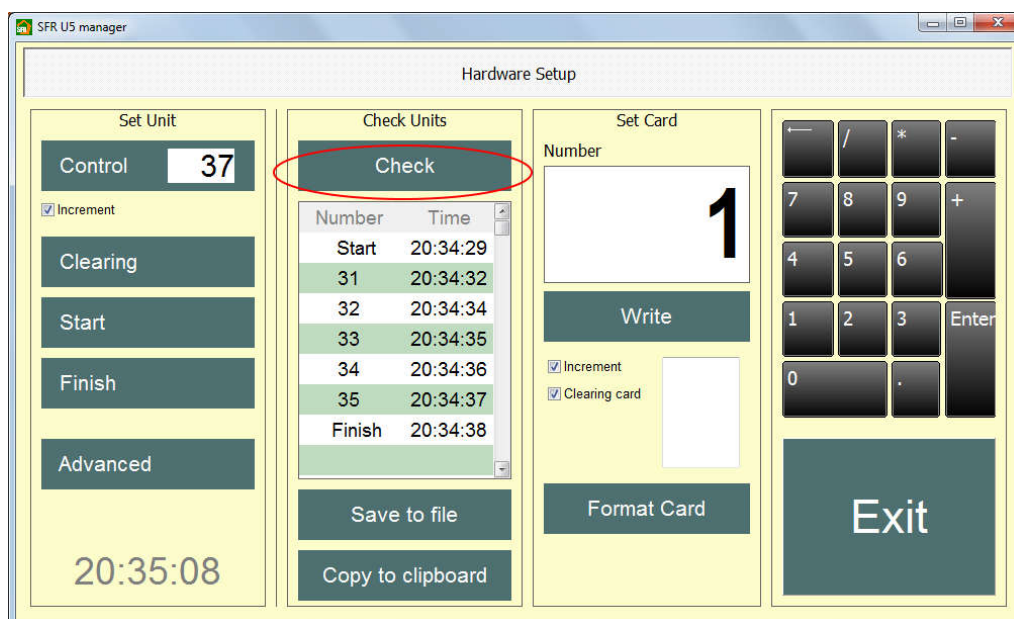 SFR U5 manager
Hardware Setup
Set Unit
Control 37
Increment
Clearing
Start
Finish
Advanced
20:35:08
Check Units
Check
Number Time
Start 20:34:29
31 20:34:32
32 20:34:34
33 20:34:35
34 20:34:36
35 20:34:37
Finish 20:34:38
Save to file
Copy to clipboard
Set Card
Number
1
Write
Increment
Clearing card
Format Card
← / * -
7 8 9 +
4 5 6
1 2 3 Enter
0 .
Exit